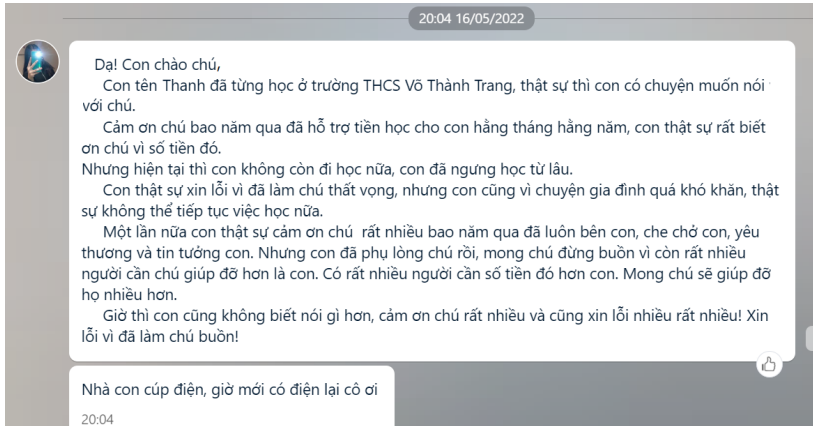 20:04 16/05/2022
Dạ! Con chào chú,
Con tên Thanh đã từng học ở trường THCS Võ Thành Trang, thật sự thì con có chuyện muốn nói
với chú.
Cảm ơn chú bao năm qua đã hỗ trợ tiền học cho con hằng tháng hằng năm, con thật sự rất biết
ơn chú vì số tiền đó.
Nhưng hiện tại thì con không còn đi học nữa, con đã ngưng học từ lâu.
Con thật sự xin lỗi vì đã làm chú thất vọng, nhưng con cũng vì chuyện gia đình quá khó khăn, thật
sự không thể tiếp tục việc học nữa.
Một lần nữa con thật sự cảm ơn chú rất nhiều bao năm qua đã luôn bên con, che chở con, yêu
thương và tin tưởng con. Nhưng con đã phụ lòng chú rồi, mong chú đừng buồn vì còn rất nhiều
người cần chú giúp đỡ hơn là con. Có rất nhiều người cần số tiền đó hơn con. Mong chú sẽ giúp đỡ
họ nhiều hơn.
Giờ thì con cũng không biết nói gì hơn, cảm ơn chú rất nhiều và cũng xin lỗi nhiều rất nhiều! Xin
lỗi vì đã làm chú buồn!
Nhà con cúp điện, giờ mới có điện lại cô ơi
20:04